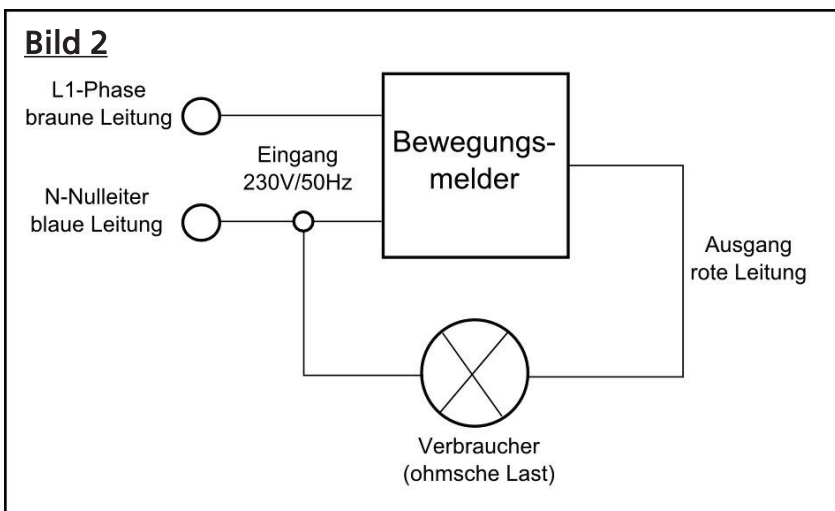 Bild 2
L1-Phase
braune Leitung
Eingang
230V/50Hz
N-Nulleiter
blaue Leitung
Bewegungs-
melder
Ausgang
rote Leitung
Verbraucher
(ohmsche Last)